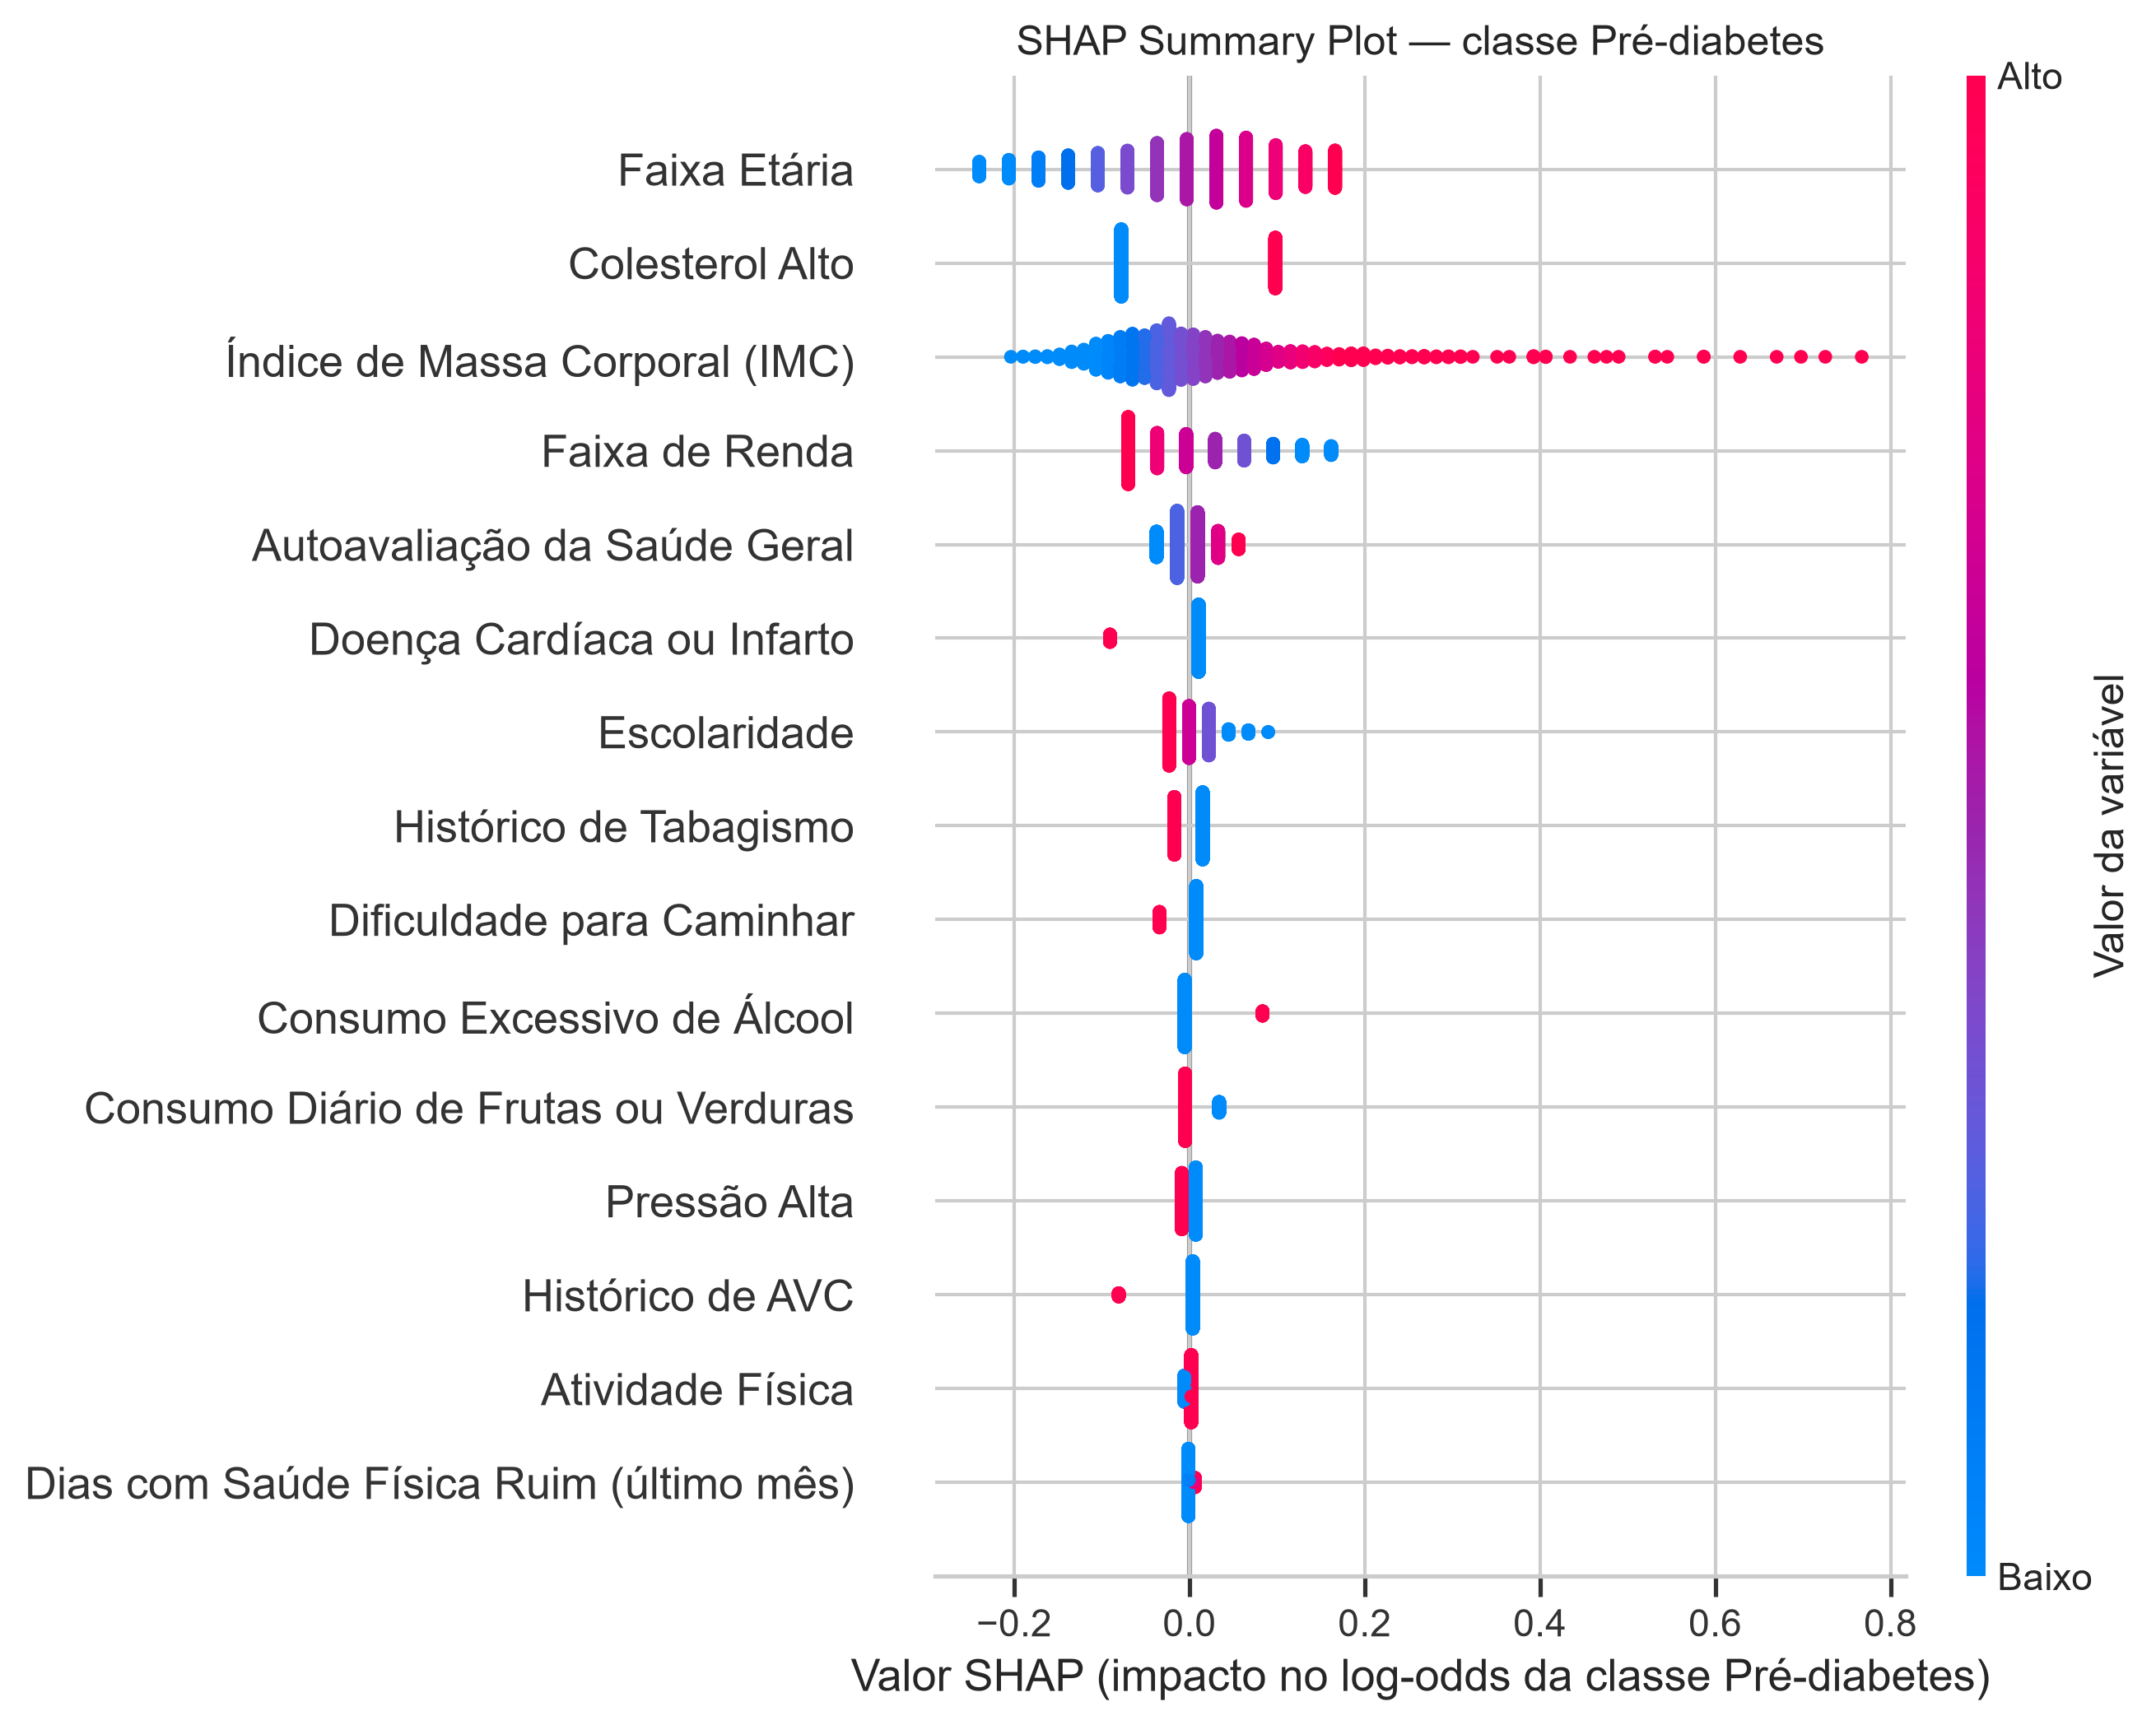 SHAP Summary Plot — classe Pré-diabetes
Alto
Faixa Etária
Colesterol Alto
Índice de Massa Corporal (IMC)
Faixa de Renda
Autoavaliação da Saúde Geral
Doença Cardíaca ou Infarto
Escolaridade
Histórico de Tabagismo
Dificuldade para Caminhar
Consumo Excessivo de Álcool
Consumo Diário de Frutas ou Verduras
Pressão Alta
Histórico de AVC
Atividade Física
Dias com Saúde Física Ruim (último mês)
Valor da variável
Baixo
−0.2 0.0 0.2 0.4 0.6 0.8
Valor SHAP (impacto no log-odds da classe Pré-diabetes)